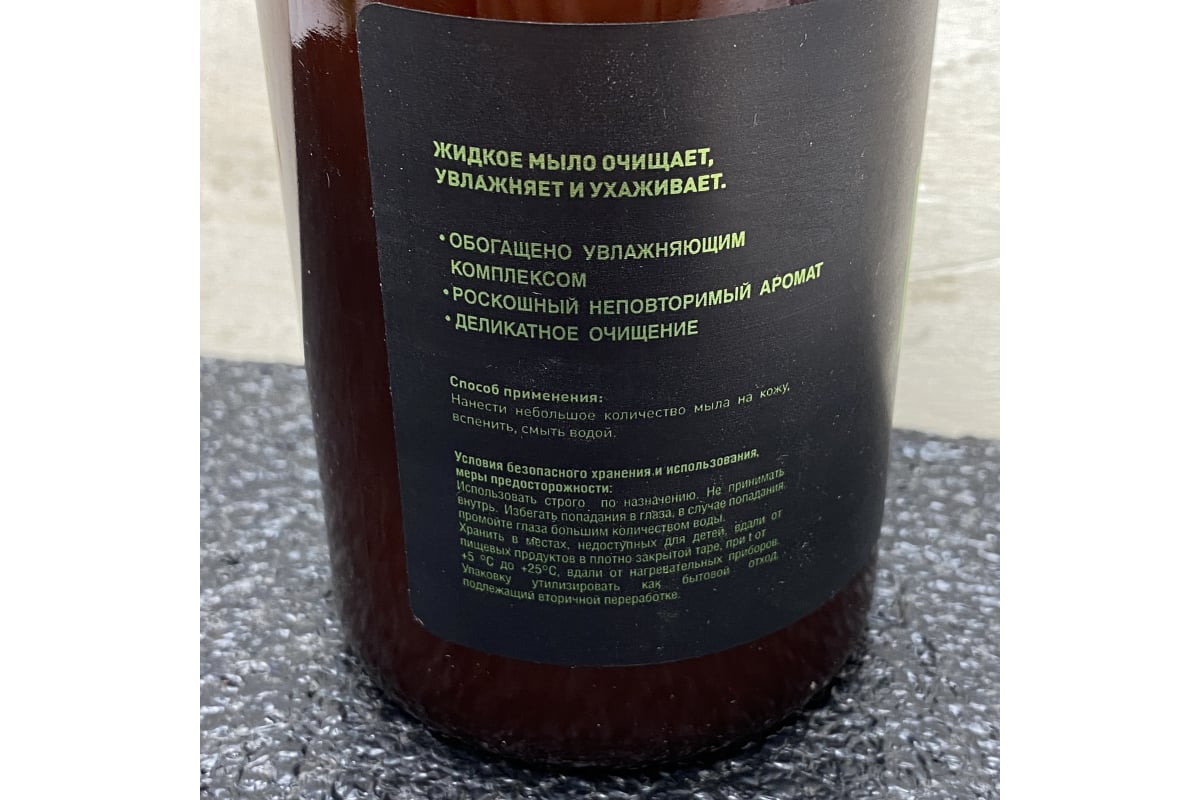 ЖИДКОЕ МЫЛО ОЧИЩАЕТ,
УВЛАЖНЯЕТ И УХАЖИВАЕТ.
• ОБОГАЩЕНО УВЛАЖНЯЮЩИМ
КОМПЛЕКСОМ
• РОСКОШНЫЙ НЕПОВТОРИМЫЙ АРОМАТ
• ДЕЛИКАТНОЕ ОЧИЩЕНИЕ
Способ применения:
Нанести небольшое количество мыла на кожу,
вспенить, смыть водой.
Условия безопасного хранения и использования,
меры предосторожности:
Использовать строго по назначению. Не принимать
внутрь. Избегать попадания в глаза, в случае попадания
промойте глаза большим количеством воды.
Хранить в местах, недоступных для детей, вдали от
пищевых продуктов в плотно закрытой таре, при t от
+5 °C до +25°C, вдали от нагревательных приборов.
Упаковку утилизировать как бытовой отход,
подлежащий вторичной переработке.